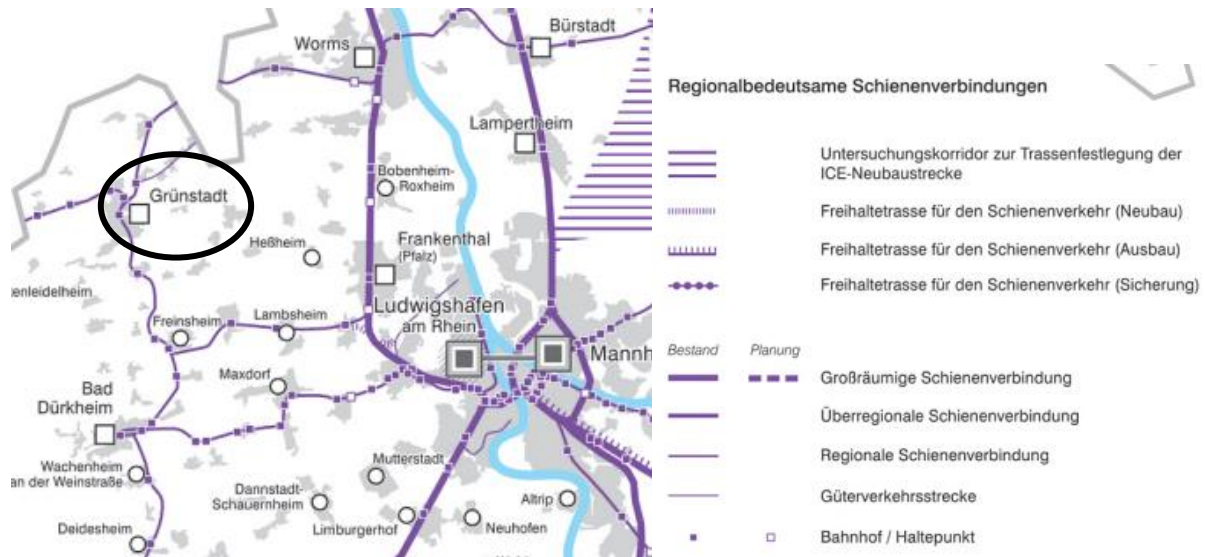 Worms
Bürstadt
Lampertheim
Bobenheim-
Roxheim
Grünstadt
Heßheim
Frankenthal
(Pfalz)
enleidelheim
Ludwigshafen
am Rhein
Freinsheim
Lambsheim
Mannh
Maxdorf
Bad
Dürkheim
Wachenheim
an der Weinstraße
Mutterstadt
Dannstadt-
Schauernheim
Altrip
Limburgerhof
Neuhofen
Deidesheim
Regionalbedeutsame Schienenverbindungen
Untersuchungskorridor zur Trassenfestlegung der
ICE-Neubaustrecke
Freihaltetrasse für den Schienenverkehr (Neubau)
Freihaltetrasse für den Schienenverkehr (Ausbau)
Freihaltetrasse für den Schienenverkehr (Sicherung)
Bestand Planung
Großräumige Schienenverbindung
Überregionale Schienenverbindung
Regionale Schienenverbindung
Güterverkehrsstrecke
Bahnhof / Haltepunkt